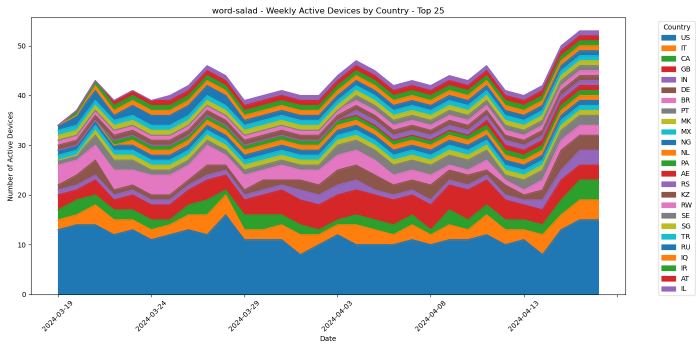 word-salad - Weekly Active Devices by Country - Top 25
Number of Active Devices
50
40
30
20
10
0
2024-03-19
2024-03-24
2024-03-29
2024-04-03
2024-04-08
2024-04-13
Date
Country
US
IT
CA
GB
IN
DE
BR
PT
MK
MX
NG
NL
PA
AE
RS
KZ
RW
SE
SG
TR
RU
IQ
IR
AT
IL